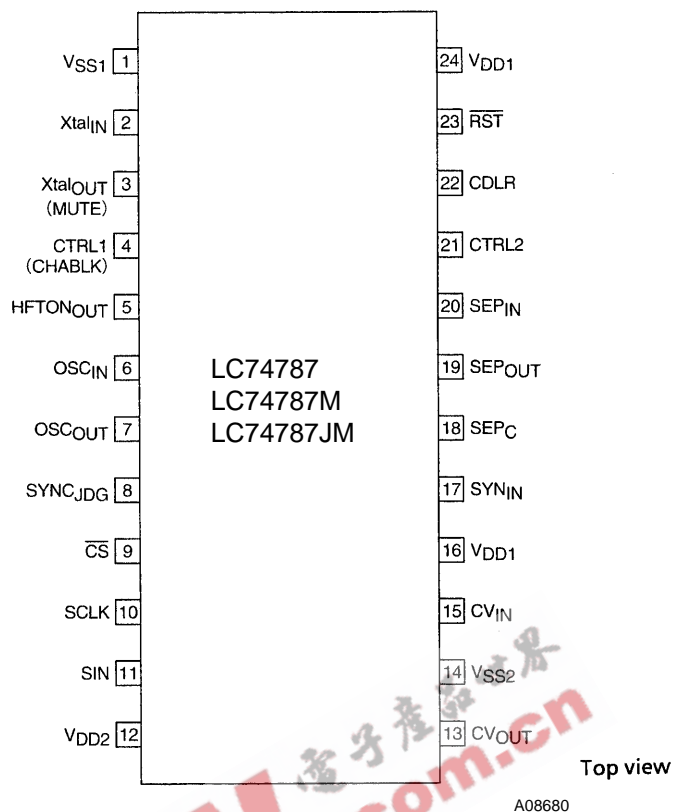 VSS1 1
XtalIN 2
XtalOUT 3
(MUTE)
CTRL1 4
(CHABLK)
HFTONOUT 5
OSCIN 6
OSCOUT 7
SYNCJDG 8
CS 9
SCLK 10
SIN 11
VDD2 12
LC74787
LC74787M
LC74787JM
24 VDD1
23 RST
22 CDLR
21 CTRL2
20 SEPIN
19 SEPOUT
18 SEPC
17 SYNIN
16 VDD1
15 CVIN
14 VSS2
13 CVOUT
電子產品世界
.com.cn
Top view
A08680